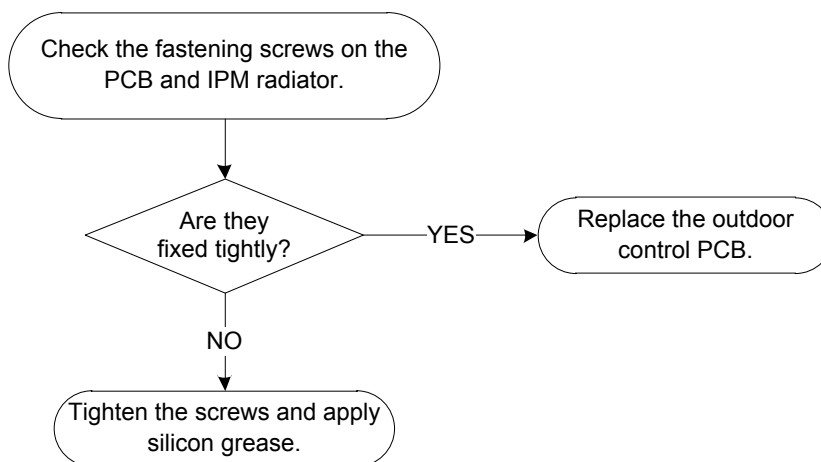 Check the fastening screws on the
PCB and IPM radiator.
Are they
fixed tightly?
YES
Replace the outdoor
control PCB.
NO
Tighten the screws and apply
silicon grease.